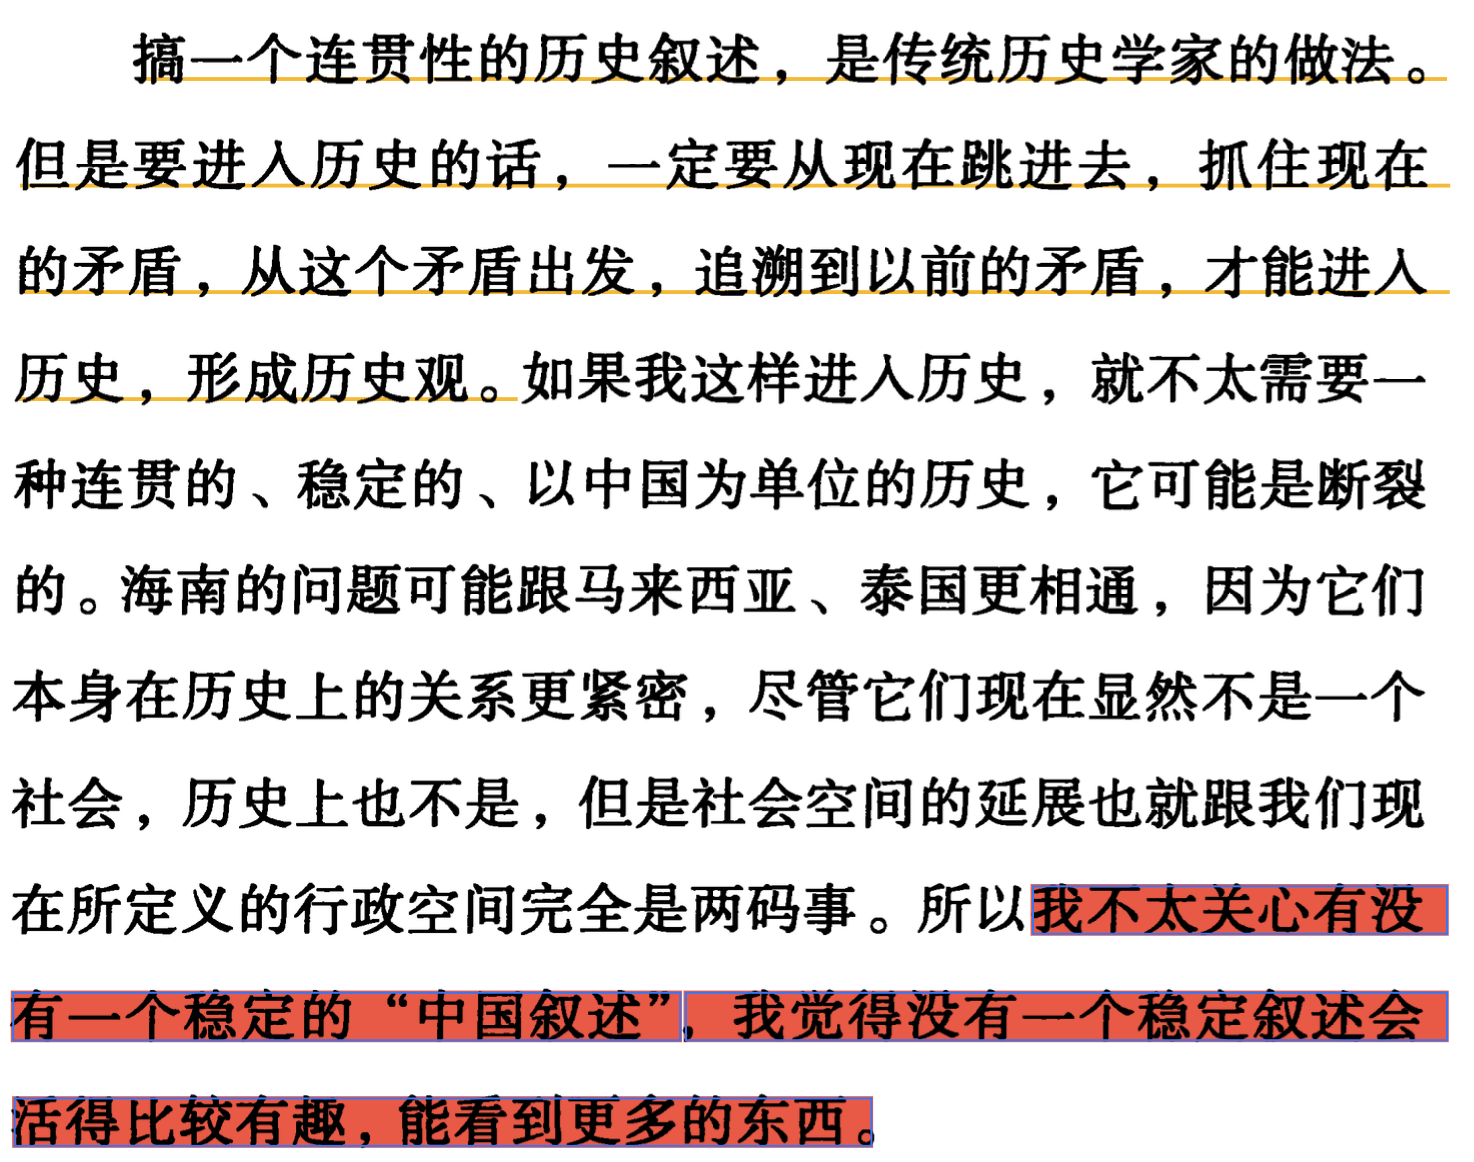 搞一个连贯性的历史叙述，是传统历史学家的做法。
但是要进入历史的话，一定要从现在跳进去，抓住现在
的矛盾，从这个矛盾出发，追溯到以前的矛盾，才能进入
历史，形成历史观。如果我这样进入历史，就不太需要一
种连贯的、稳定的、以中国为单位的历史，它可能是断裂
的。海南的问题可能跟马来西亚、泰国更相通，因为它们
本身在历史上的关系更紧密，尽管它们现在显然不是一个
社会，历史上也不是，但是社会空间的延展也就跟我们现
在所定义的行政空间完全是两码事。所以我不太关心有没
有一个稳定的“中国叙述”，我觉得没有一个稳定叙述会
活得比较有趣，能看到更多的东西。